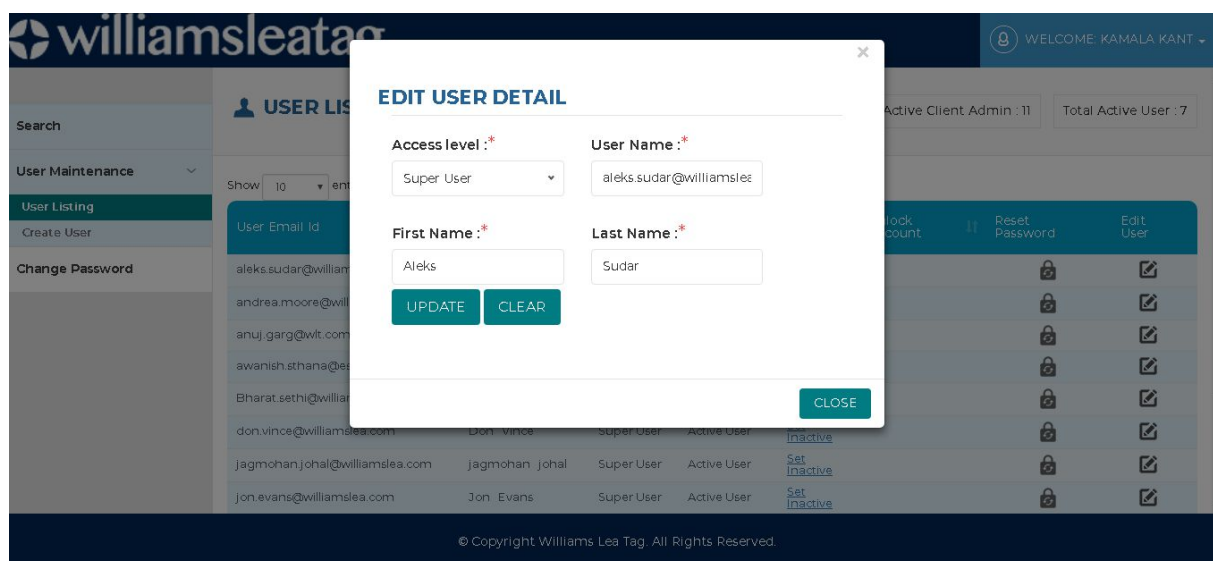 williamsleatag
WELCOME: KAMALA KANT
×
EDIT USER DETAIL
USER LIS
Active Client Admin : 11
Total Active User : 7
Search
Access level :*
User Name :*
User Maintenance
Super User
aleks.sudar@williamslea
Show 10
User Listing
User Email Id
Reset
Password
Edit
User
Create User
First Name :*
Last Name :*
Change Password
Aleks
Sudar
aleks.sudar@william
UPDATE
CLEAR
andrea.moore@will
anuj.garg@wlt.com
awanish.sthana@es
Bharat.sethi@williar
CLOSE
don.vince@williamslea.com Don Vince Super User Active User Set
Inactive
jagmohan.johal@williamslea.com jagmohan johal Super User Active User Set
Inactive
jon.evans@williamslea.com Jon Evans Super User Active User Set
Inactive
© Copyright Williams Lea Tag. All Rights Reserved.